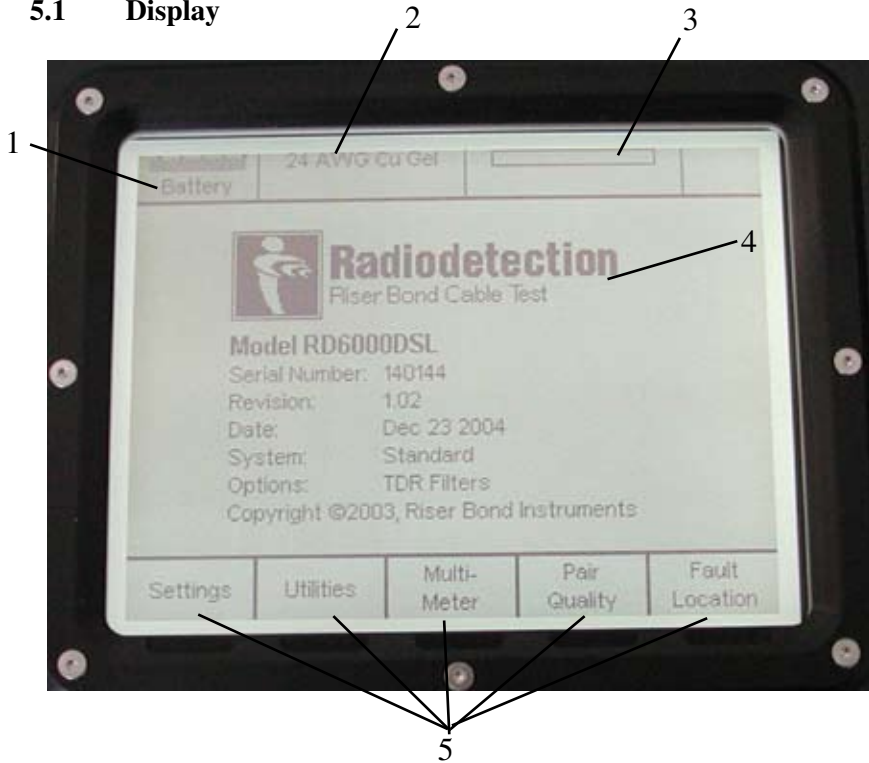 5.1 Display
2
3
1
24 AWG Cu Gel
Battery
4
Radiodetection
Riser Bond Cable Test
Model RD6000DSL
Serial Number: 140144
Revision: 1.02
Date: Dec 23 2004
System: Standard
Options: TDR Filters
Copyright ©2003, Riser Bond Instruments
Settings
Utilities
Multi-
Meter
Pair
Quality
Fault
Location
5